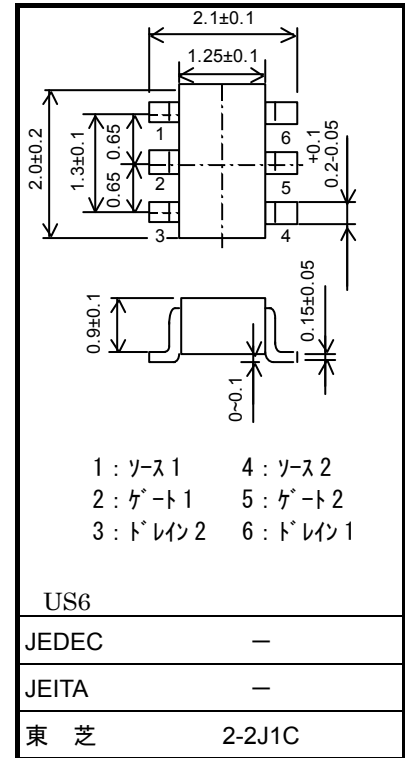 2.1±0.1
1.25±0.1
2.0±0.2
1.3±0.1
0.65
0.65
1
2
3
6
5
4
+0.1
0.2-0.05
0.9±0.1
0.15±0.05
0~0.1
1 : ｿｰｽ 1 4 : ｿｰｽ 2
2 : ｹﾞｰﾄ 1 5 : ｹﾞｰﾄ 2
3 : ﾄﾞﾚｲﾝ 2 6 : ﾄﾞﾚｲﾝ 1
US6
JEDEC ―
JEITA ―
東 芝 2-2J1C